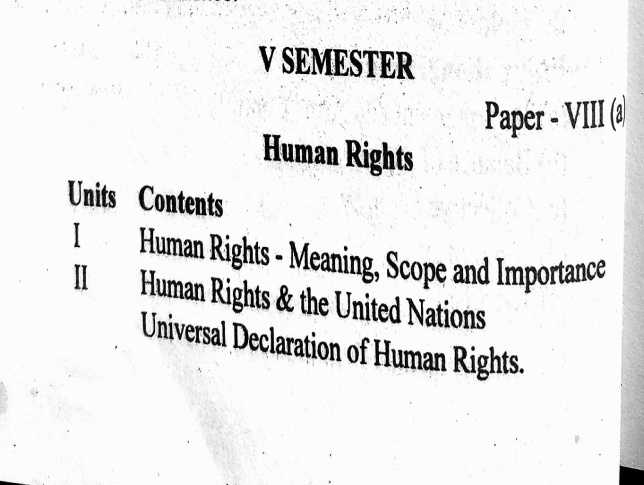 V SEMESTER
Paper - VIII (a)
Human Rights
Units Contents
I Human Rights - Meaning, Scope and Importance
II Human Rights & the United Nations
Universal Declaration of Human Rights.